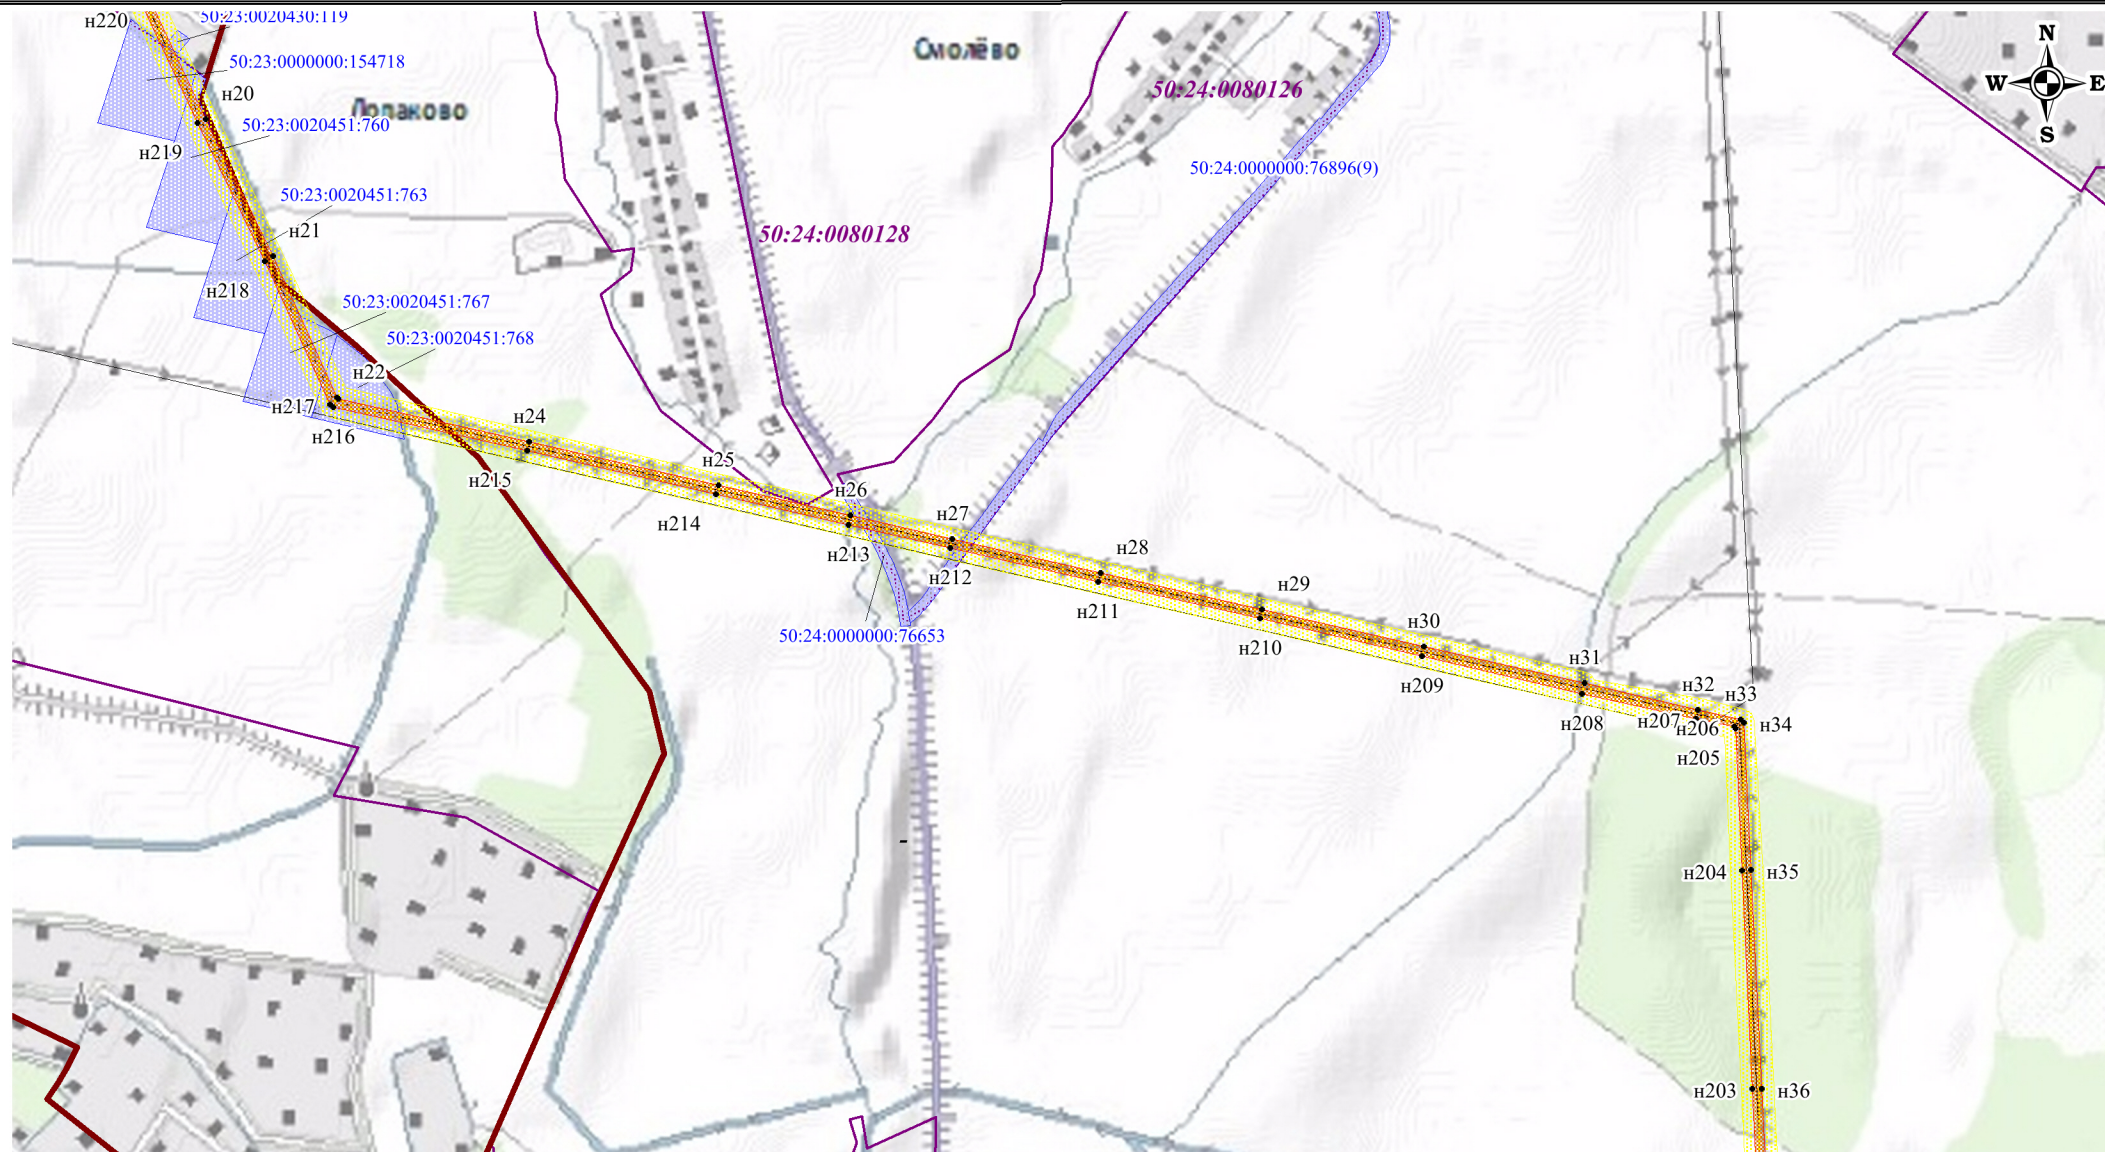 н220
50:23:0020430:119
50:23:0000000:154718
н20
Лопаково
50:23:0020451:760
н219
50:23:0020451:763
н21
н218
50:23:0020451:767
50:23:0020451:768
н22
н217
н216
Смолёво
50:24:0080126
50:24:0000000:76896(9)
50:24:0080128
N
W
E
S
н24
н215
н25
н214
н26
н213
н27
н212
н28
н211
50:24:0000000:76653
н29
н210
н30
н209
н31
н208
н32
н207
н33
н206
н34
н205
н204
н35
н203
н36